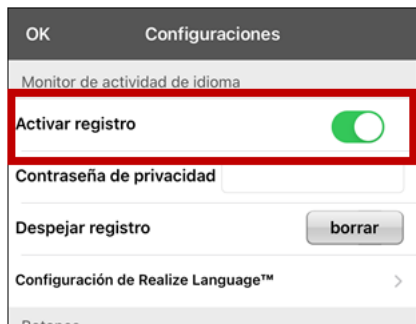 OK Configuraciones
Monitor de actividad de idioma
Activar registro
Contraseña de privacidad
Despejar registro borrar
Configuración de Realize Language™